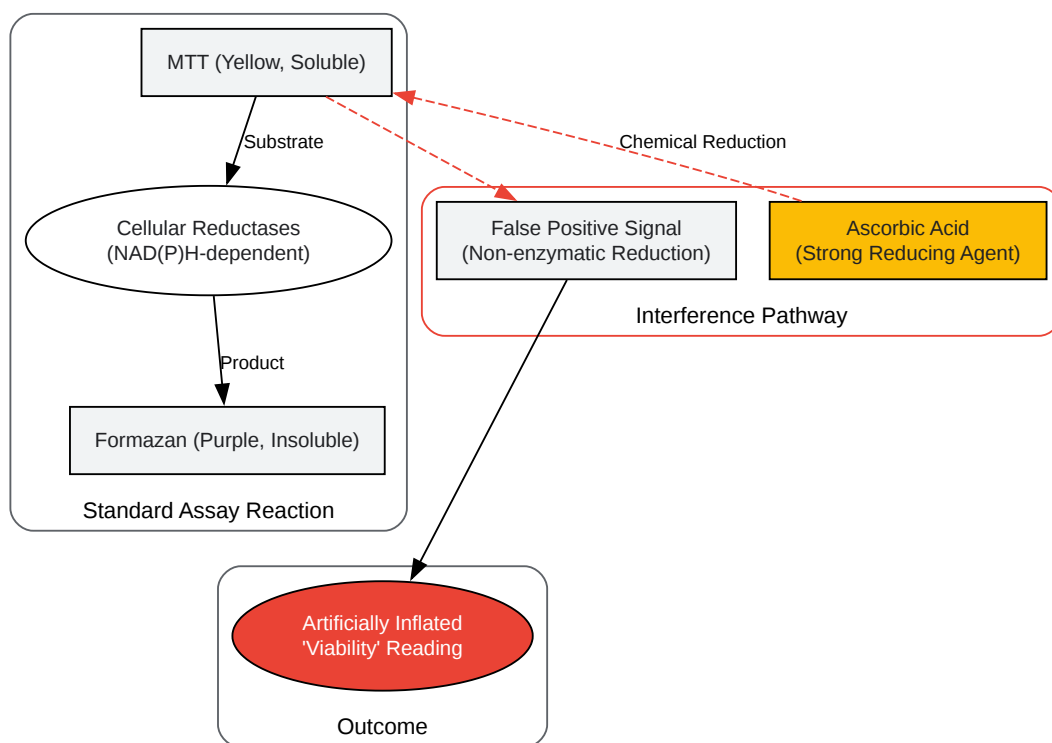 MTT (Yellow, Soluble)
Substrate
Chemical Reduction
Cellular Reductases
(NAD(P)H-dependent)
False Positive Signal
(Non-enzymatic Reduction)
Ascorbic Acid
(Strong Reducing Agent)
Interference Pathway
Product
Formazan (Purple, Insoluble)
Standard Assay Reaction
Artificially Inflated
'Viability' Reading
Outcome